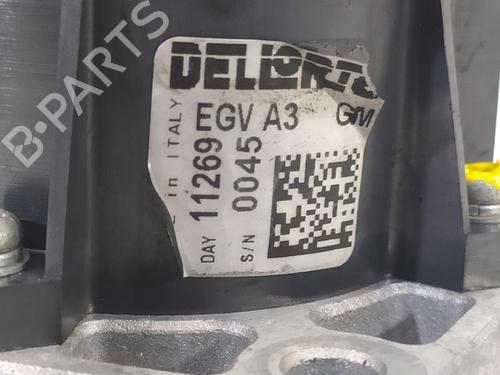 DELLORTO
EGV A3 GM
in ITALY
DAY 11269
S/N 0045
B-PARTS